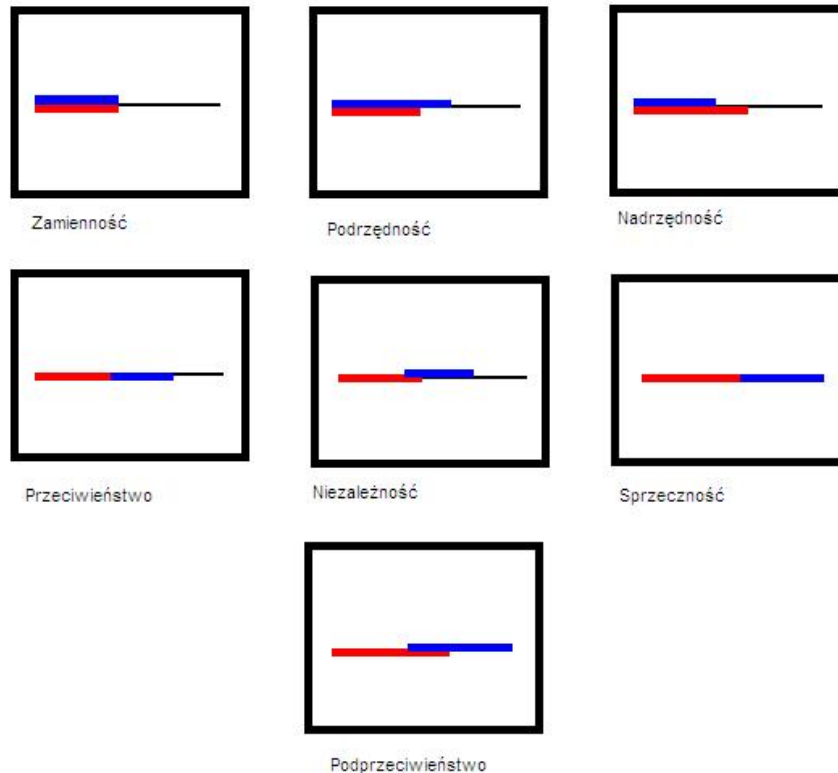 Zamienność
Podrzędność
Nadrzędność
Przeciwieństwo
Niezależność
Sprzeczność
Podprzeciwieństwo